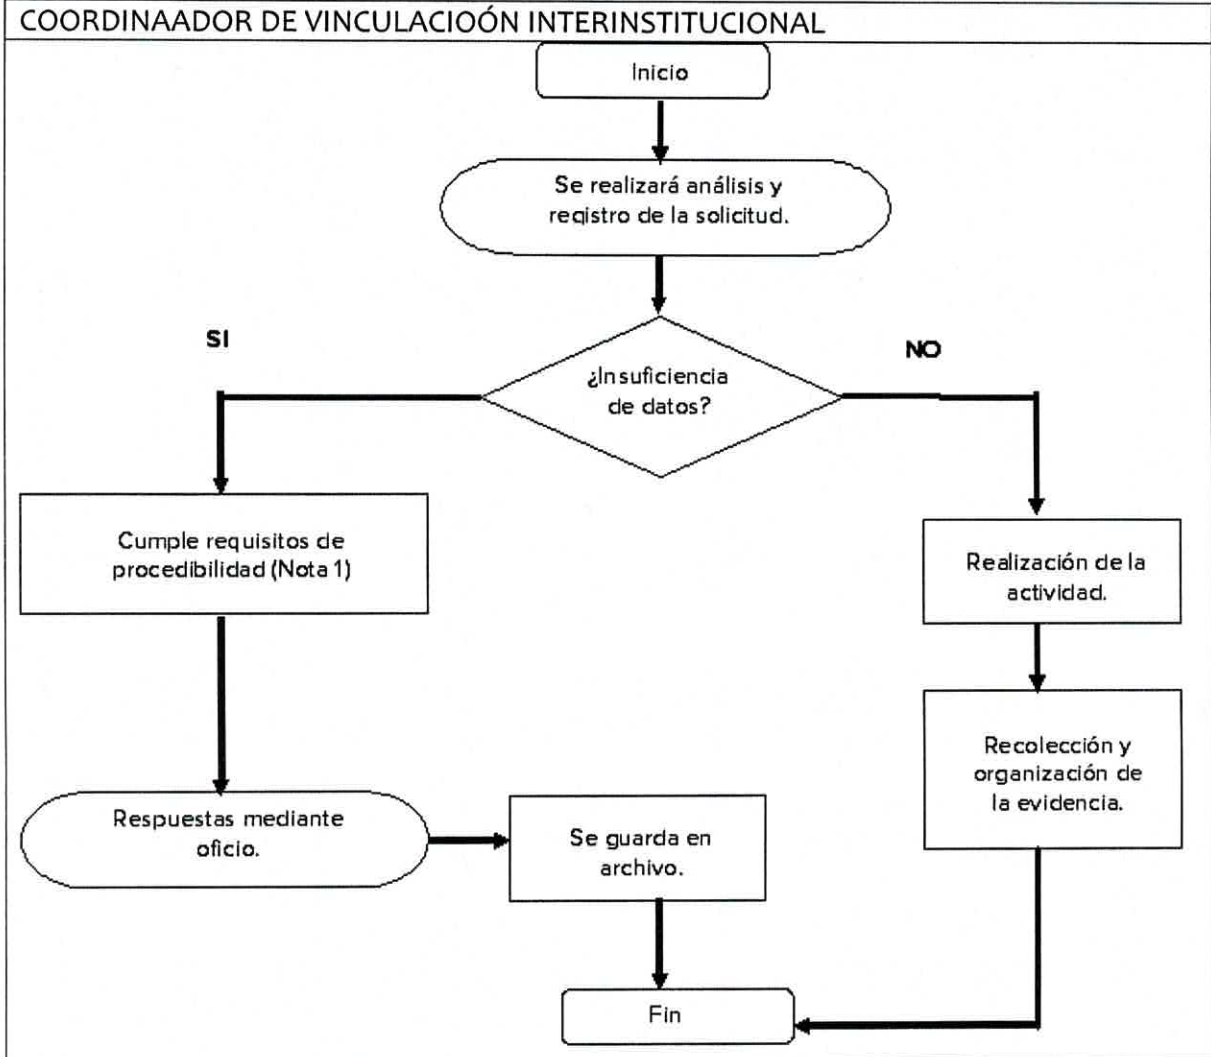 COORDINAADOR DE VINCULACIOÓN INTERINSTITUCIONAL
Inicio
Se realizará análisis y
registro de la solicitud.
SI
NO
¿Insuficiencia
de datos?
Cumple requisitos de
procedibilidad (Nota 1)
Realización de la
actividad.
Recolección y
organización de
la evidencia.
Respuestas mediante
oficio.
Se guarda en
archivo.
Fin